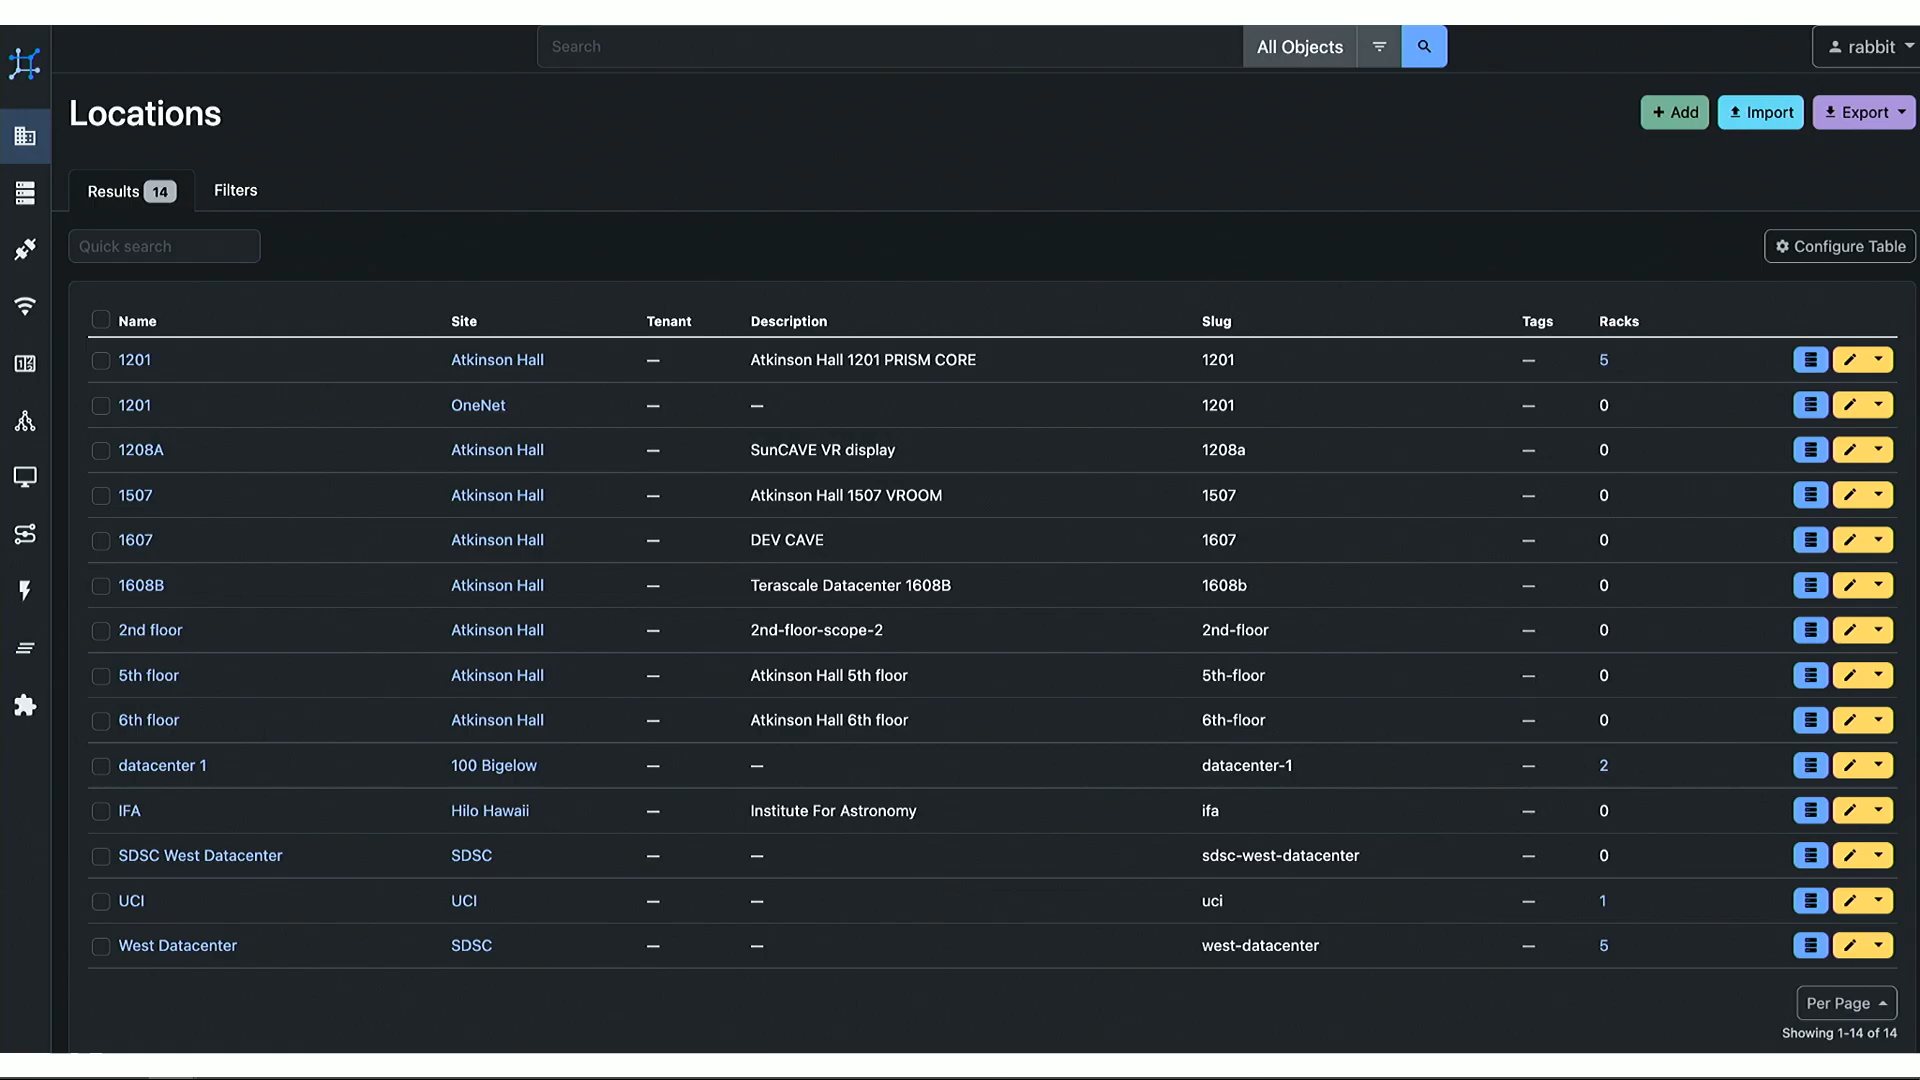 Search All Objects rabbit
Locations + Add Import Export
Results 14 Filters
Quick search Configure Table
Name Site Tenant Description Slug Tags Racks
1201 Atkinson Hall — Atkinson Hall 1201 PRISM CORE 1201 — 5
1201 OneNet — — 1201 — 0
1208A Atkinson Hall — SunCAVE VR display 1208a — 0
1507 Atkinson Hall — Atkinson Hall 1507 VROOM 1507 — 0
1607 Atkinson Hall — DEV CAVE 1607 — 0
1608B Atkinson Hall — Terascale Datacenter 1608B 1608b — 0
2nd floor Atkinson Hall — 2nd-floor-scope-2 2nd-floor — 0
5th floor Atkinson Hall — Atkinson Hall 5th floor 5th-floor — 0
6th floor Atkinson Hall — Atkinson Hall 6th floor 6th-floor — 0
datacenter 1 100 Bigelow — — datacenter-1 — 2
IFA Hilo Hawaii — Institute For Astronomy ifa — 0
SDSC West Datacenter SDSC — — sdsc-west-datacenter — 0
UCI UCI — — uci — 1
West Datacenter SDSC — — west-datacenter — 5
Per Page
Showing 1-14 of 14